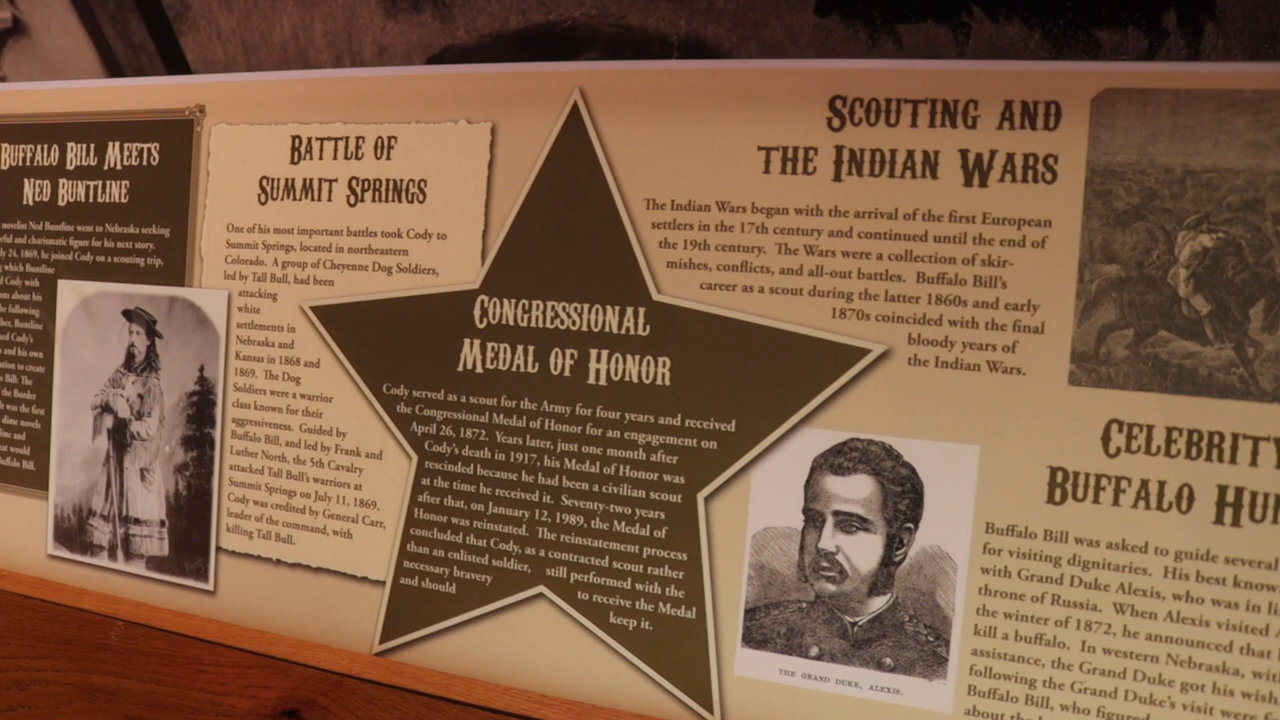 BUFFALO BILL MEETS
NED BUNTLINE
novelist Ned Buntline went to Nebraska seeking
and charismatic figure for his next story.
24, 1869, he joined Cody on a scouting trip,
which Buntline
Cody with
about his
following
Buntline
Cody's
and his own
to create
Bill: The
the Border
was the first
dime novels
and
would
Buffalo Bill.
BATTLE OF
SUMMIT SPRINGS
One of his most important battles took Cody to
Summit Springs, located in northeastern
Colorado. A group of Cheyenne Dog Soldiers,
led by Tall Bull, had been
attacking
white
settlements in
Nebraska and
Kansas in 1868 and
1869. The Dog
Soldiers were a warrior
class known for their
aggressiveness. Guided by
Buffalo Bill, and led by Frank and
Luther North, the 5th Cavalry
attacked Tall Bull's warriors at
Summit Springs on July 11, 1869.
Cody was credited by General Carr,
leader of the command, with
killing Tall Bull.
CONGRESSIONAL
MEDAL OF HONOR
Cody served as a scout for the Army for four years and received
the Congressional Medal of Honor for an engagement on
April 26, 1872. Years later, just one month after
Cody's death in 1917, his Medal of Honor was
rescinded because he had been a civilian scout
at the time he received it. Seventy-two years
after that, on January 12, 1989, the Medal of
Honor was reinstated. The reinstatement process
concluded that Cody, as a contracted scout rather
than an enlisted soldier, still performed with the
necessary bravery to receive the Medal
and should keep it.
SCOUTING AND
THE INDIAN WARS
The Indian Wars began with the arrival of the first European
settlers in the 17th century and continued until the end of
the 19th century. The Wars were a collection of skir-
mishes, conflicts, and all-out battles. Buffalo Bill's
career as a scout during the latter 1860s and early
1870s coincided with the final
bloody years of
the Indian Wars.
THE GRAND DUKE, ALEXIS.
CELEBRITY
BUFFALO HU
Buffalo Bill was asked to guide several
for visiting dignitaries. His best know
with Grand Duke Alexis, who was in li
throne of Russia. When Alexis visited
the winter of 1872, he announced that
kill a buffalo. In western Nebraska, wit
assistance, the Grand Duke got his wish
following the Grand Duke's visit were
Buffalo Bill, who figured
about the